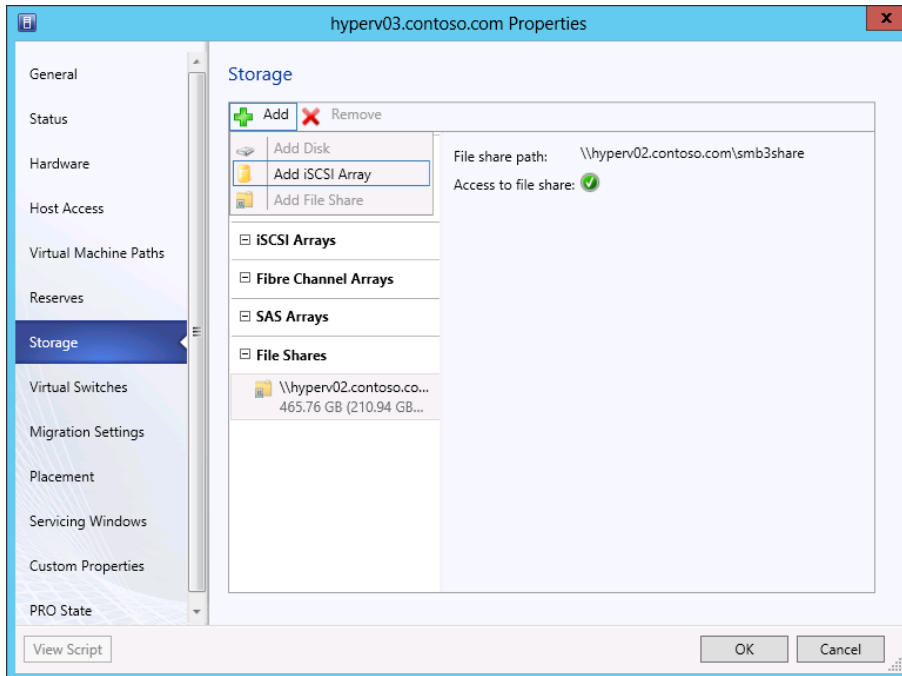 hyperv03.contoso.com Properties
x
General
Status
Hardware
Host Access
Virtual Machine Paths
Reserves
Storage
Virtual Switches
Migration Settings
Placement
Servicing Windows
Custom Properties
PRO State
Storage
Add Remove
Add Disk
Add iSCSI Array
Add File Share
iSCSI Arrays
Fibre Channel Arrays
SAS Arrays
File Shares
\\hyperv02.contoso.co...
465.76 GB (210.94 GB...
File share path: \\hyperv02.contoso.com\smb3share
Access to file share:
View Script
OK Cancel